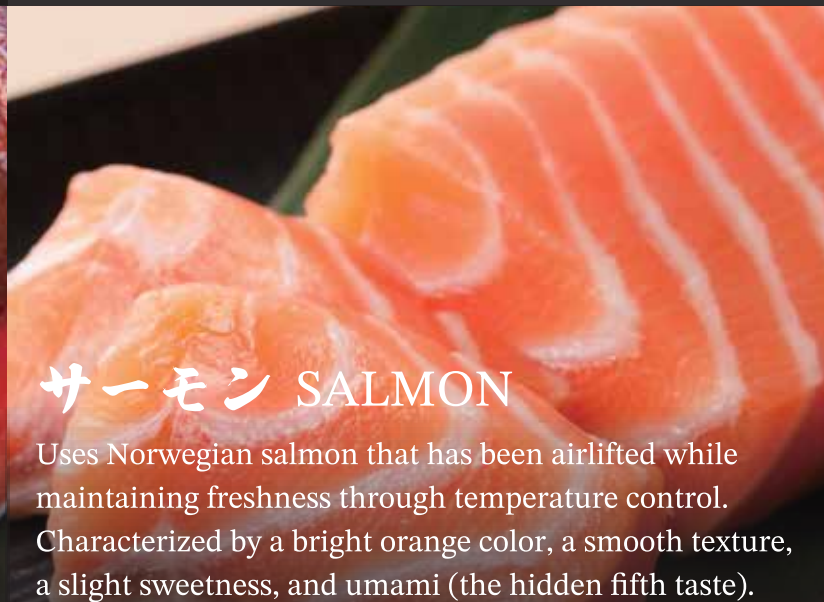 サーモン SALMON
Uses Norwegian salmon that has been airlifted while
maintaining freshness through temperature control.
Characterized by a bright orange color, a smooth texture,
a slight sweetness, and umami (the hidden fifth taste).